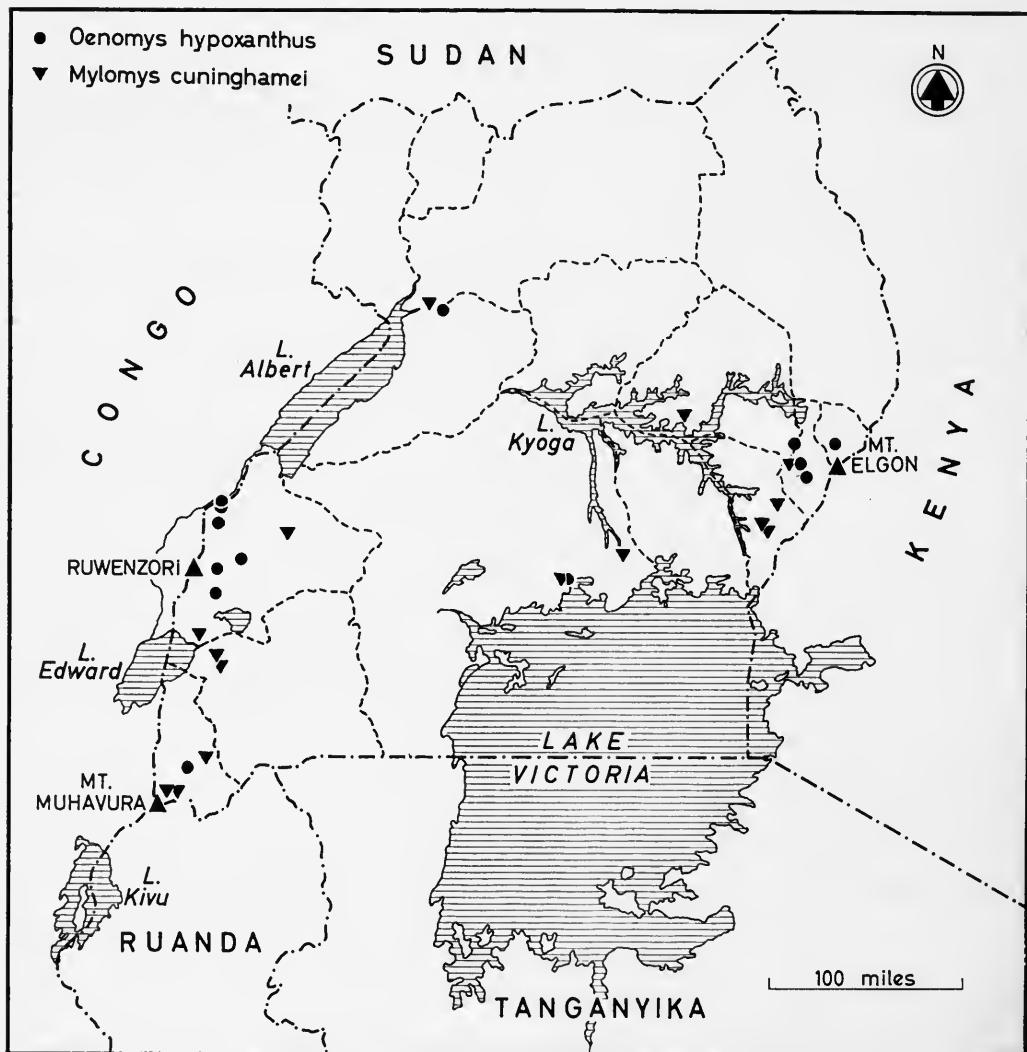 Oenomys hypoxanthus
Mylomys cuninghamei
SUDAN
N
CONGO
L.
Albert
L.
Kyoga
MT.
ELGON
KENYA
RUWENZORI
L.
Edward
LAKE
VICTORIA
MT.
MUHAVURA
L.
Kivu
RUANDA
100 miles
TANGANYIKA